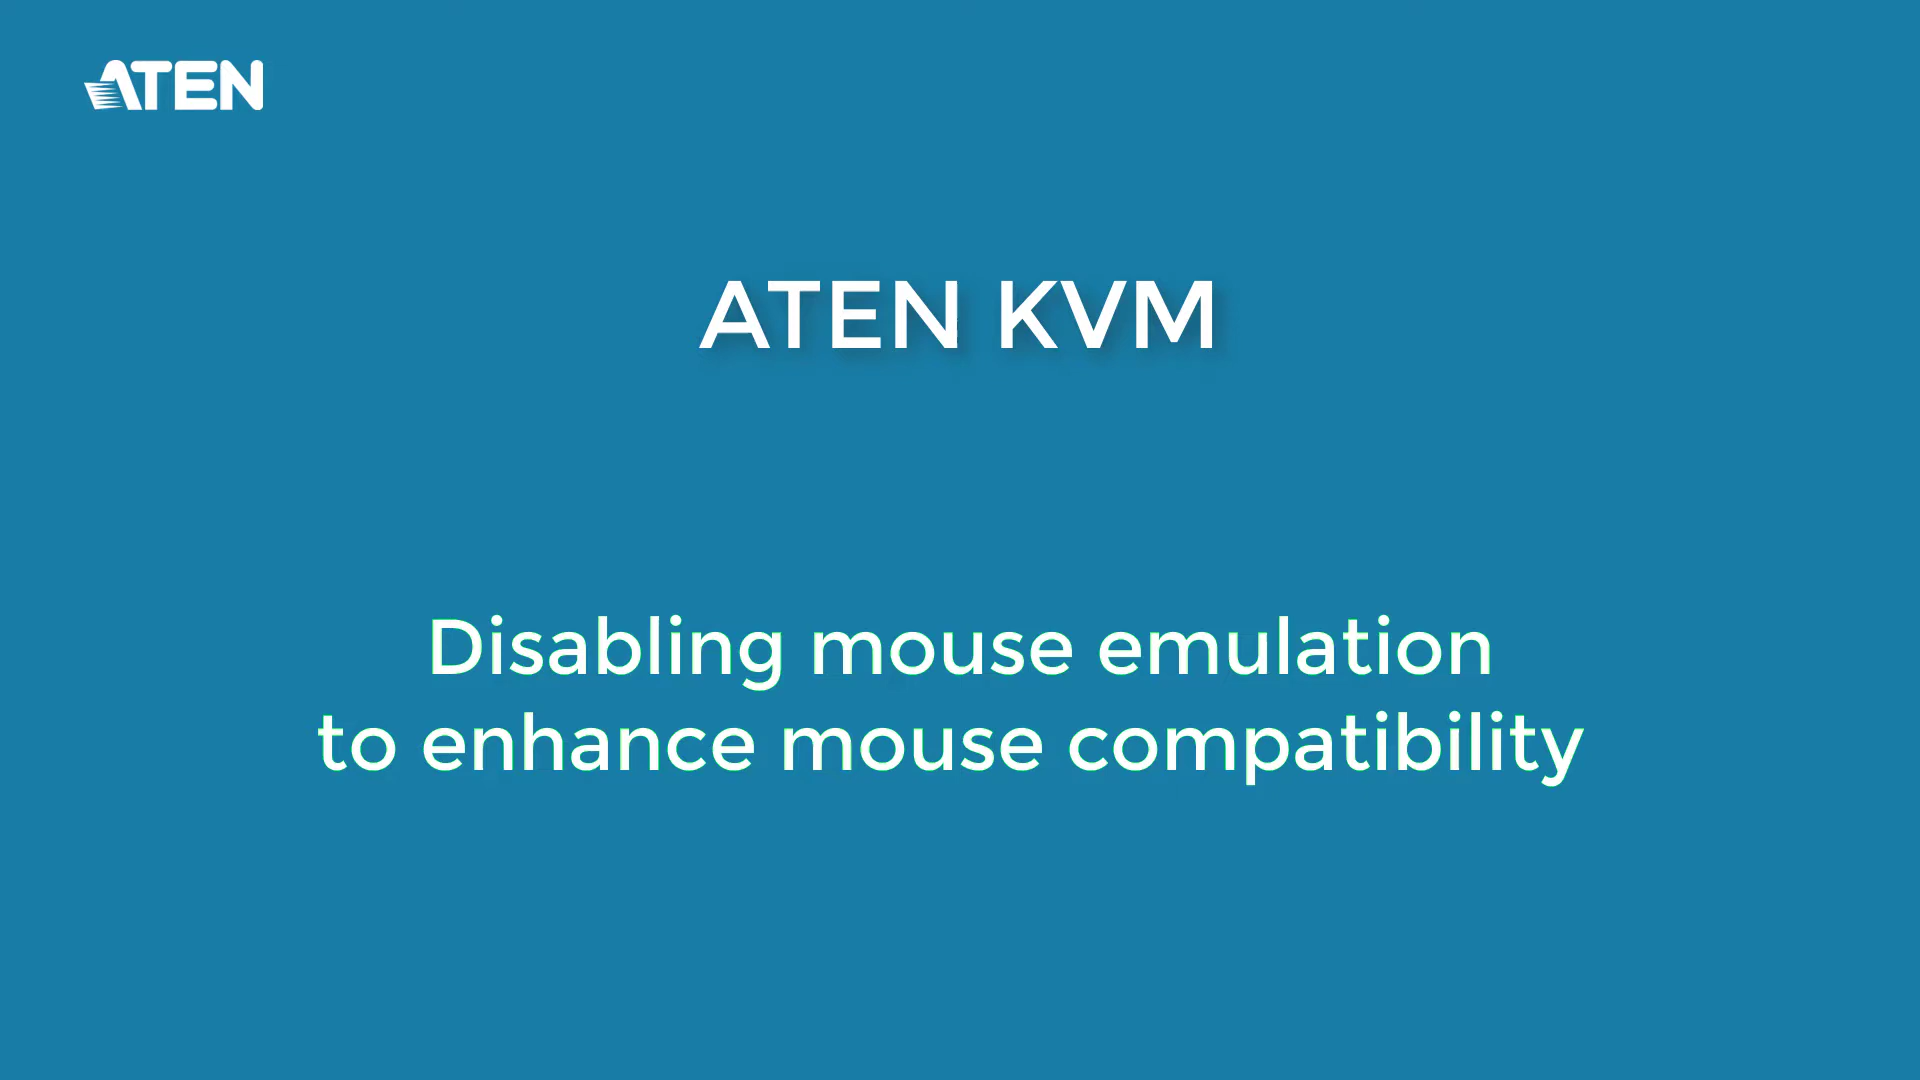 ATEN
ATEN KVM
Disabling mouse emulation
to enhance mouse compatibility